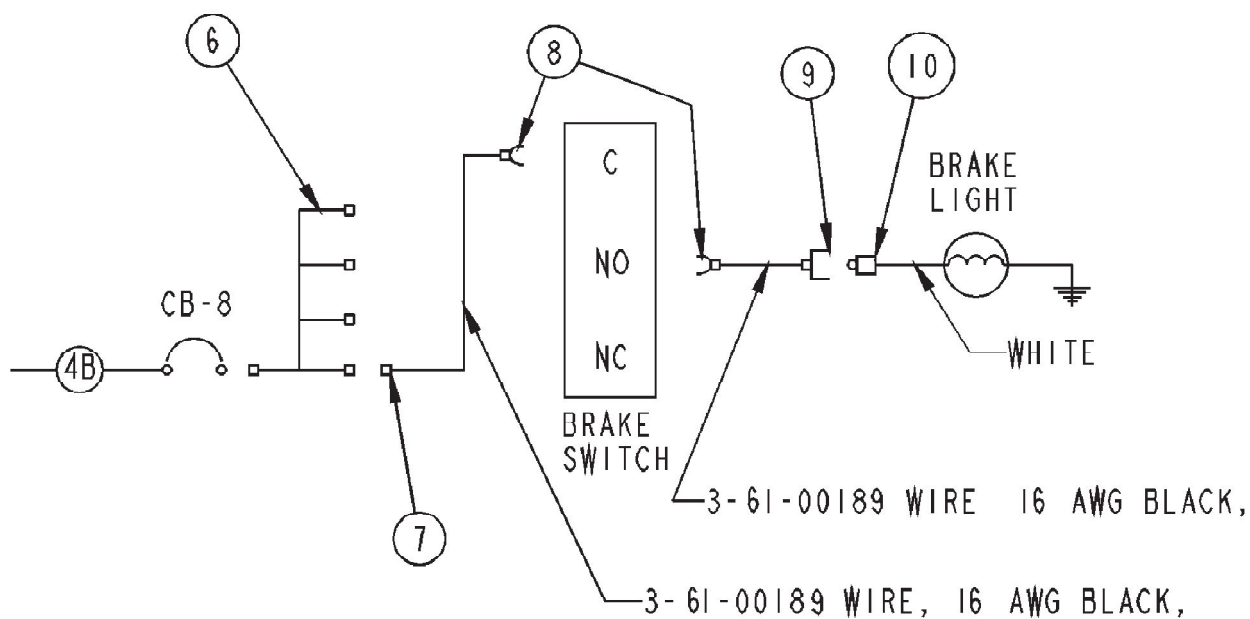 6
8
9
10
C
BRAKE
LIGHT
NO
CB-8
4B
NC
WHITE
BRAKE
SWITCH
7
3-61-00189 WIRE 16 AWG BLACK,
3-61-00189 WIRE, 16 AWG BLACK,